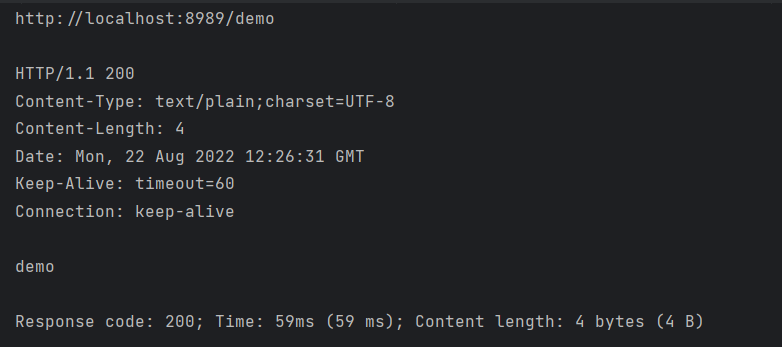 http://localhost:8989/demo
HTTP/1.1 200
Content-Type: text/plain;charset=UTF-8
Content-Length: 4
Date: Mon, 22 Aug 2022 12:26:31 GMT
Keep-Alive: timeout=60
Connection: keep-alive
demo
Response code: 200; Time: 59ms (59 ms); Content length: 4 bytes (4 B)